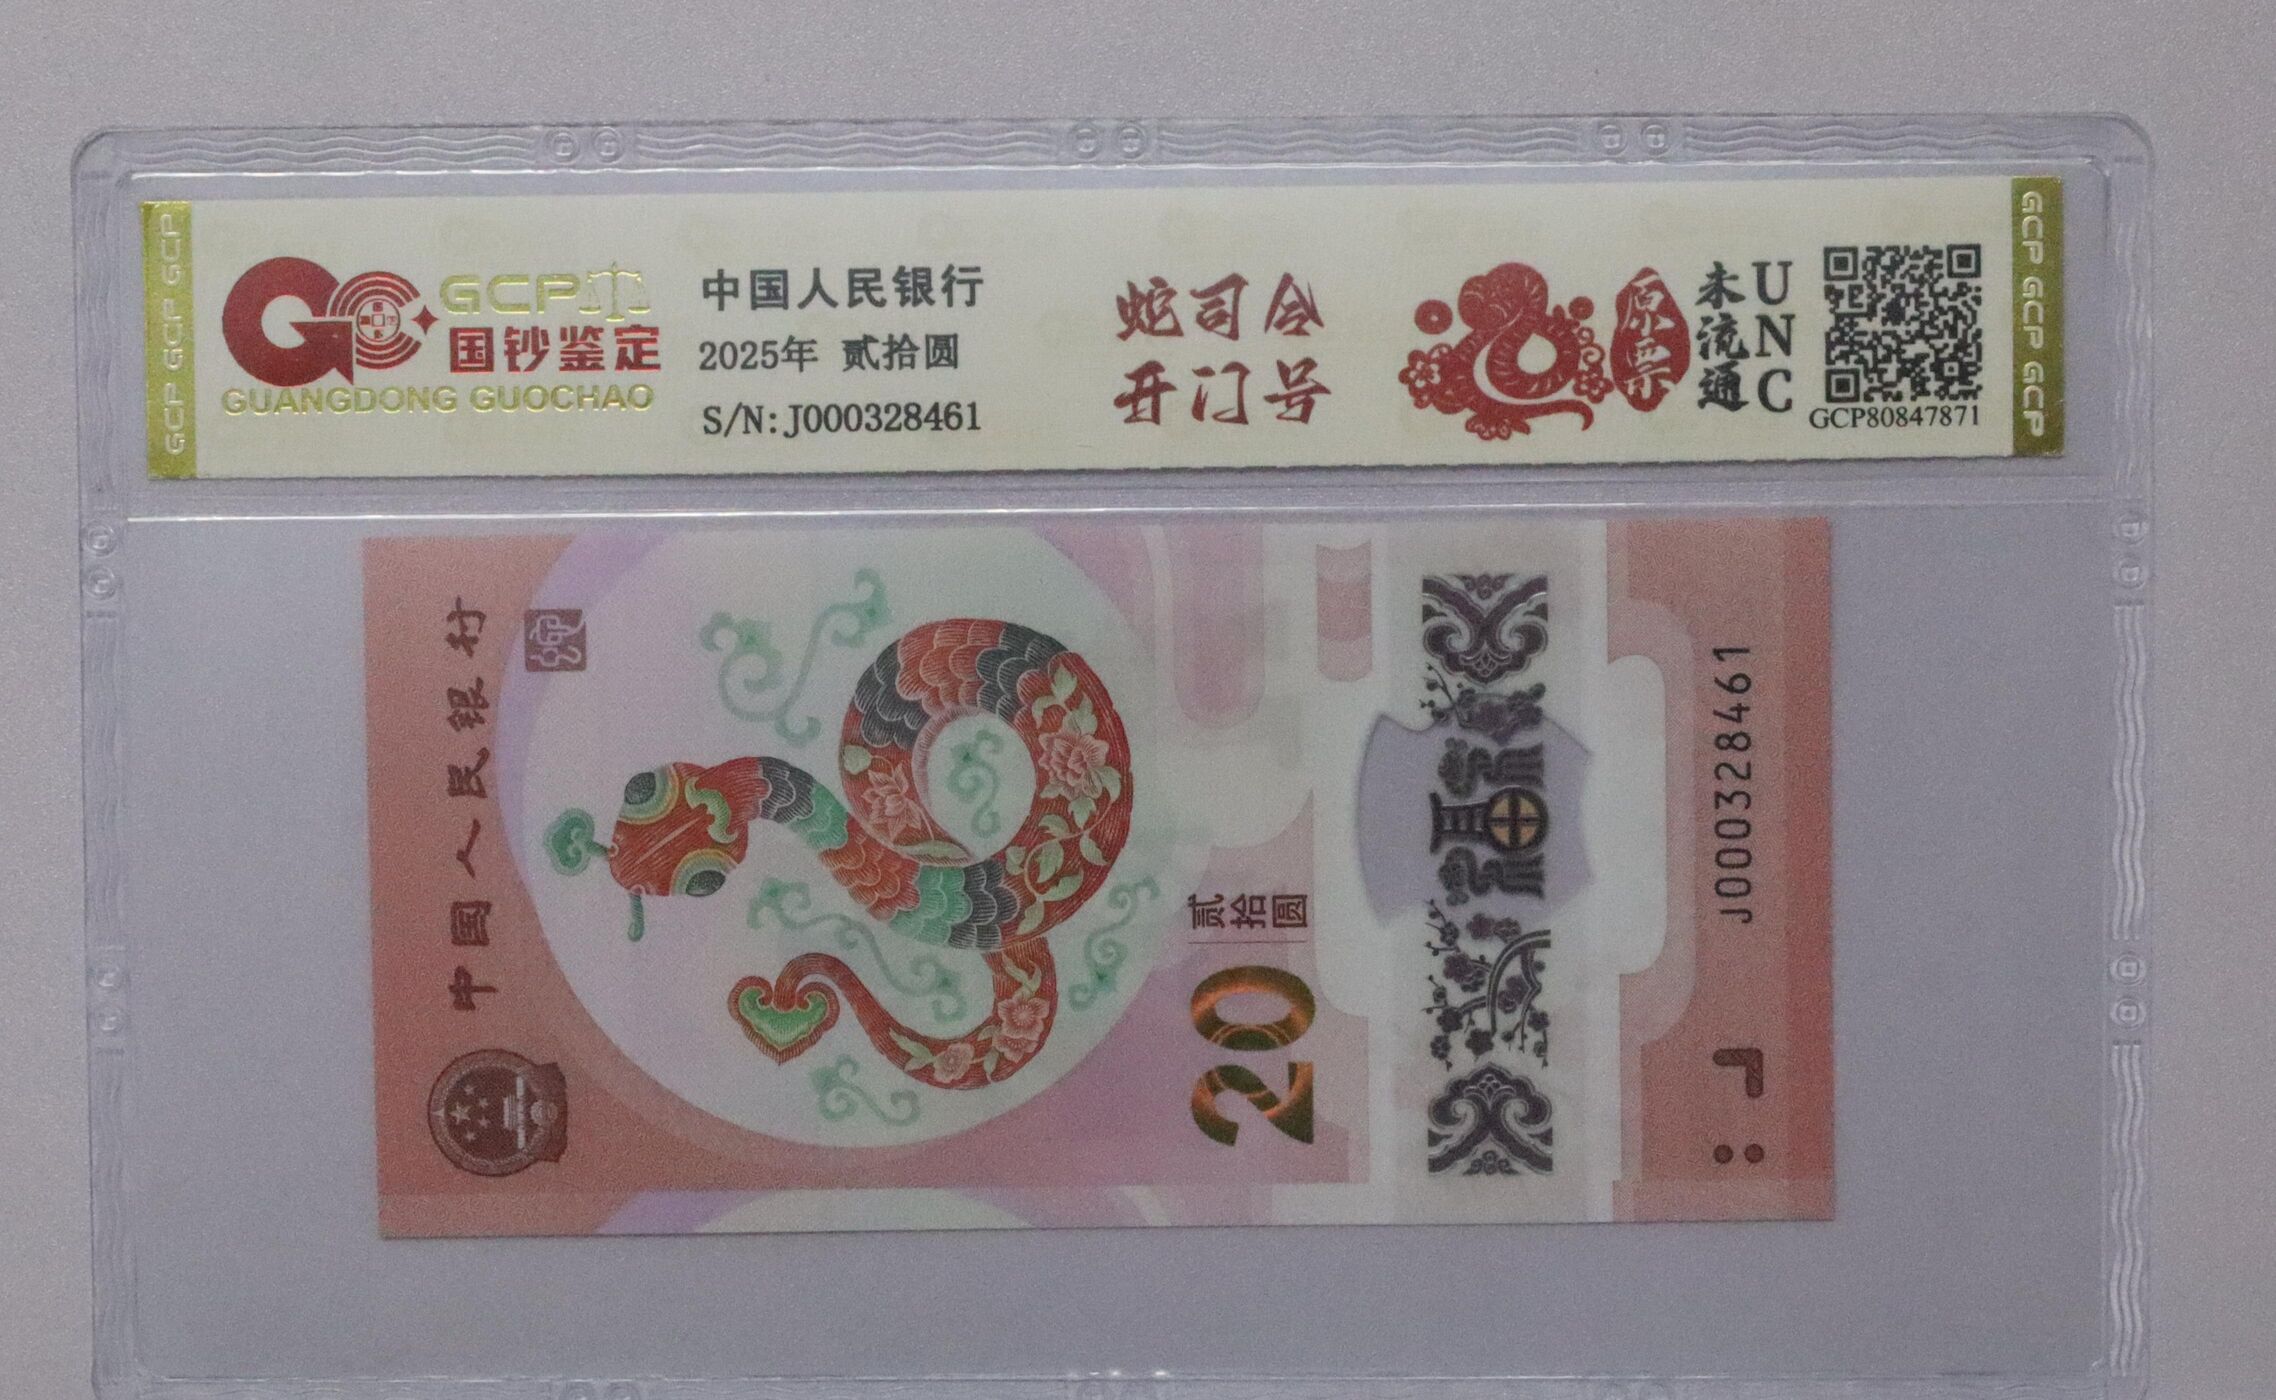 GCP GCP GCP
GCP
国钞鉴定
GUANGDONG GUOCHAO
中国人民银行
2025年 贰拾圆
S/N:J000328461
蛇司令
开门号
原票
未流通
UNC
GCP80847871
GCP GCP GCP
中国人民银行
贰拾圆
20
福
J000328461